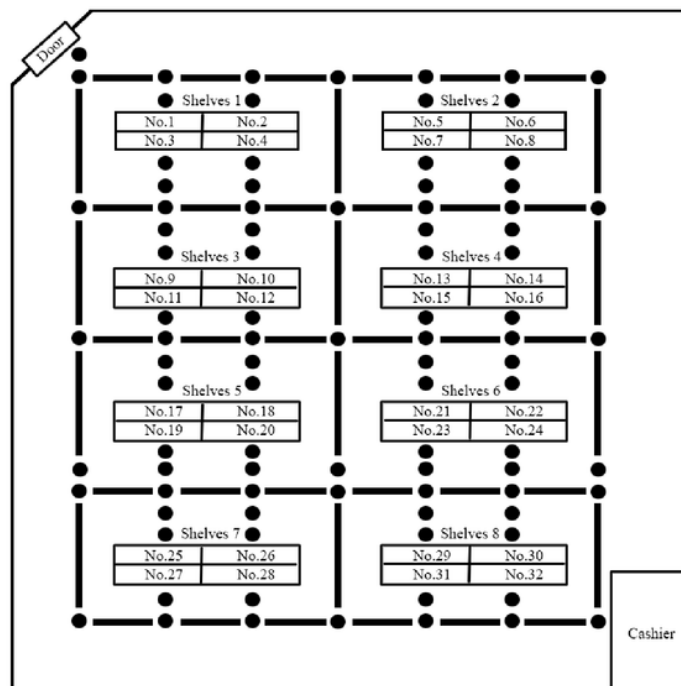 Door
Shelves 1
Shelves 2
No.1 No.2
No.5 No.6
No.3 No.4
No.7 No.8
Shelves 3
Shelves 4
No.9 No.10
No.13 No.14
No.11 No.12
No.15 No.16
Shelves 5
Shelves 6
No.17 No.18
No.21 No.22
No.19 No.20
No.23 No.24
Shelves 7
Shelves 8
No.25 No.26
No.29 No.30
No.27 No.28
No.31 No.32
Cashier